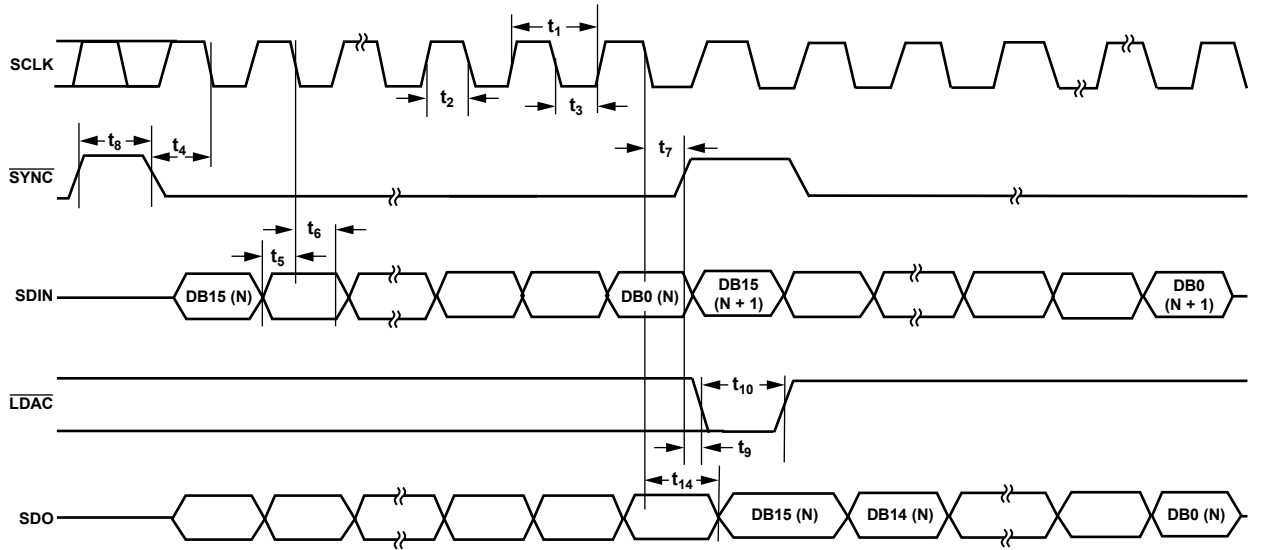 t1
SCLK
t2
t3
t8
t4
t7
SYNC
t6
t5
SDIN
DB15 (N)
DB0 (N)
DB15
(N + 1)
DB0
(N + 1)
t10
LDAC
t9
t14
SDO
DB15 (N)
DB14 (N)
DB0 (N)